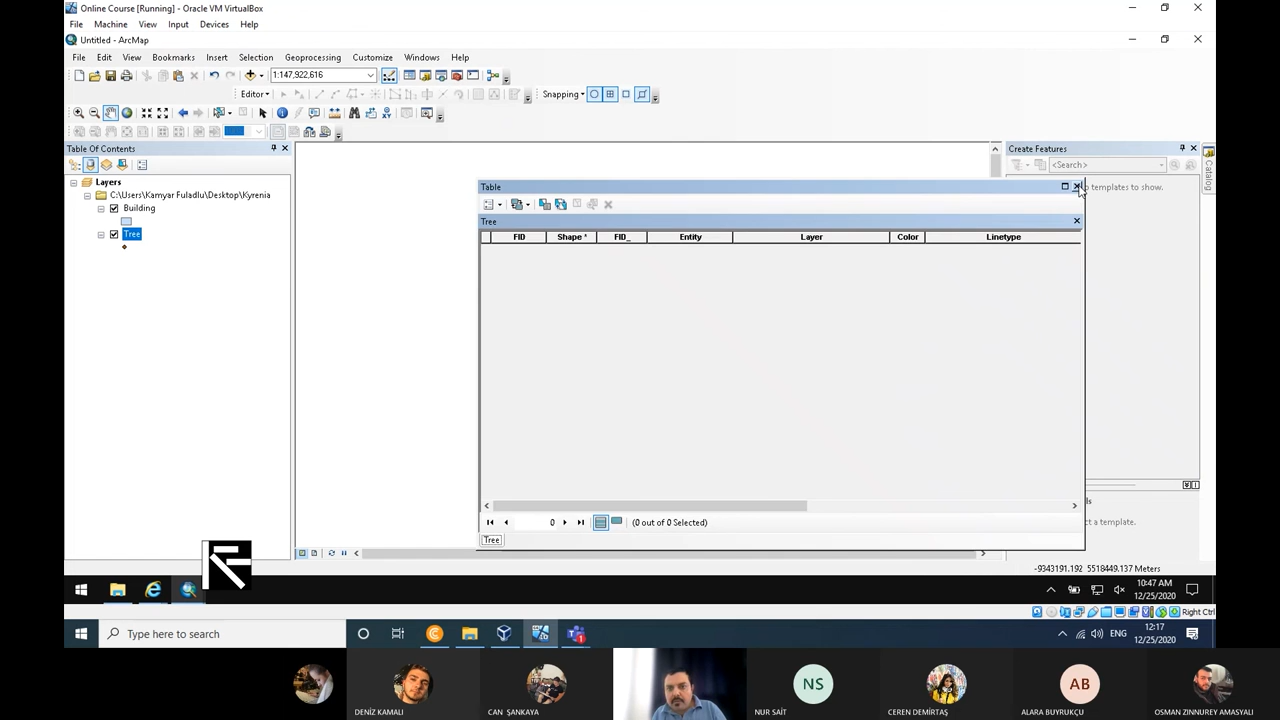 Online Course [Running] - Oracle VM VirtualBox
File Machine View Input Devices Help
Untitled - ArcMap
File Edit View Bookmarks Insert Selection Geoprocessing Customize Windows Help
1:147,922,616
Editor Snapping
Table Of Contents
Create Features
<Search>
Catalog
Layers
C:\Users\Kamyar Fuladlu\Desktop\Kyrenia
Building
Tree
Table
templates to show.
Tree
FID Shape * FID_ Entity Layer Color Linetype
0 (0 out of 0 Selected)
Tree
ct a template.
-9343191.192 5518449.137 Meters
10:47 AM
12/25/2020
Right Ctrl
Type here to search
ENG
12:17
12/25/2020
DENİZ KAMALI
CAN ŞANKAYA
NS
NUR SAİT
CEREN DEMİRTAŞ
AB
ALARA BUYRUKÇU
OSMAN ZINNUREY AMASYALI